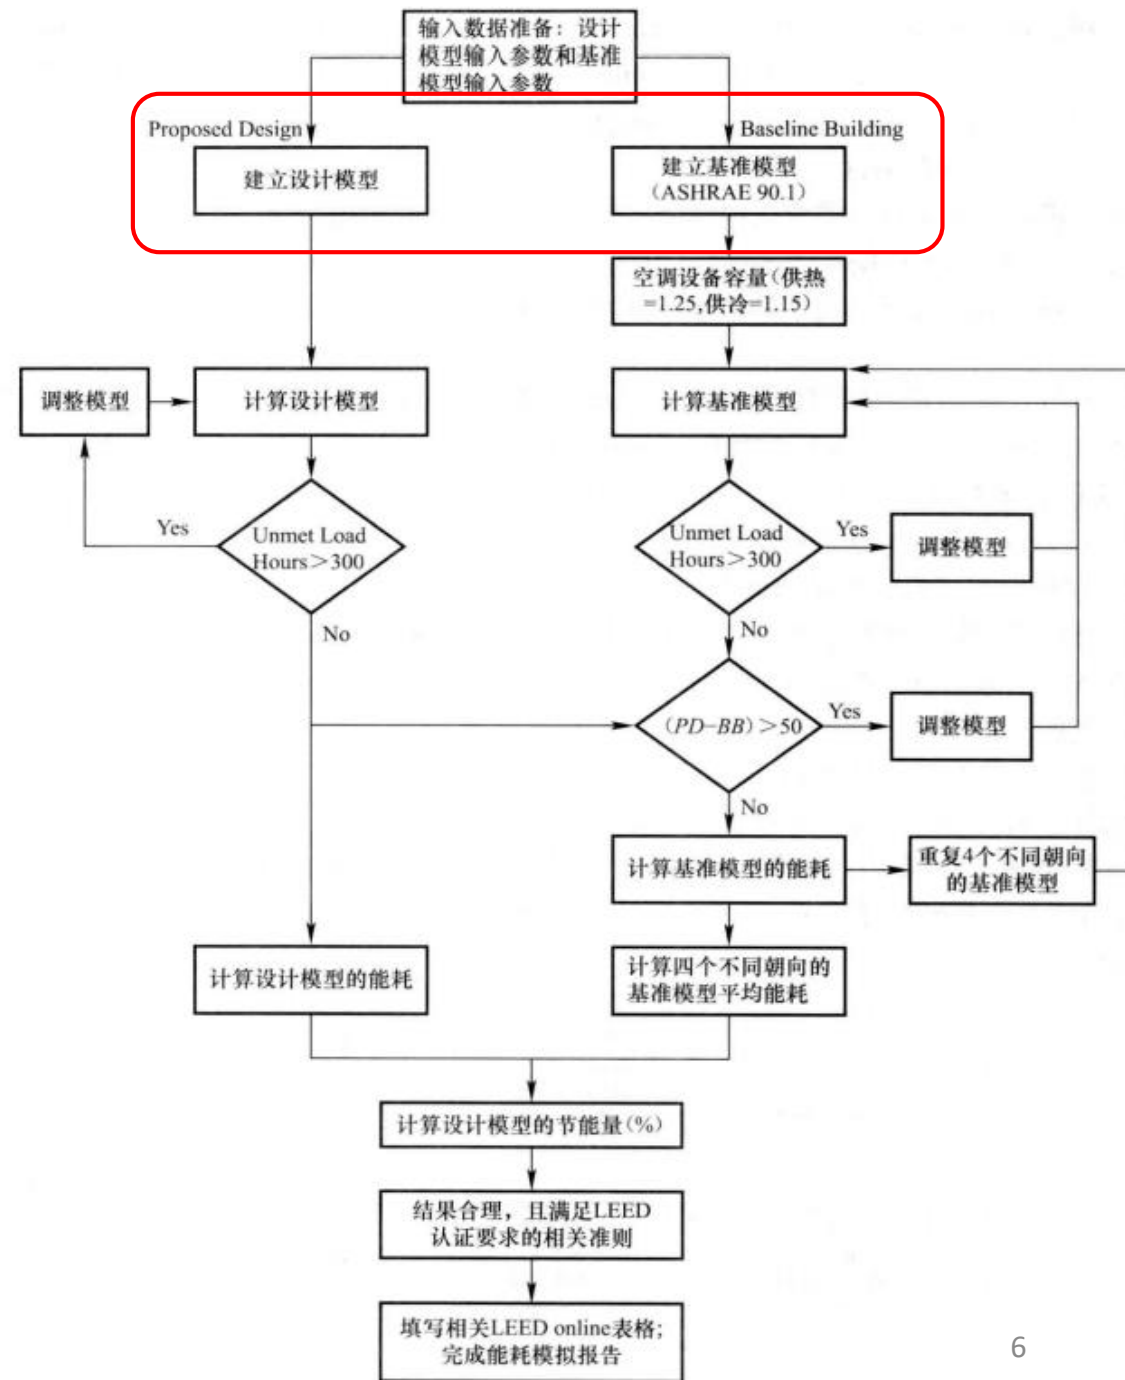 输入数据准备：设计
模型输入参数和基准
模型输入参数
Proposed Design
Baseline Building
建立设计模型
建立基准模型
（ASHRAE 90.1）
空调设备容量（供热
=1.25,供冷=1.15）
调整模型
计算设计模型
计算基准模型
Yes
Unmet Load
Hours＞300
Unmet Load
Hours＞300
Yes
调整模型
No
No
(PD−BB)＞50
Yes
调整模型
No
计算基准模型的能耗
重复4个不同朝向
的基准模型
计算设计模型的能耗
计算四个不同朝向的
基准模型平均能耗
计算设计模型的节能量（%）
结果合理，且满足LEED
认证要求的相关准则
填写相关LEED online表格;
完成能耗模拟报告
6